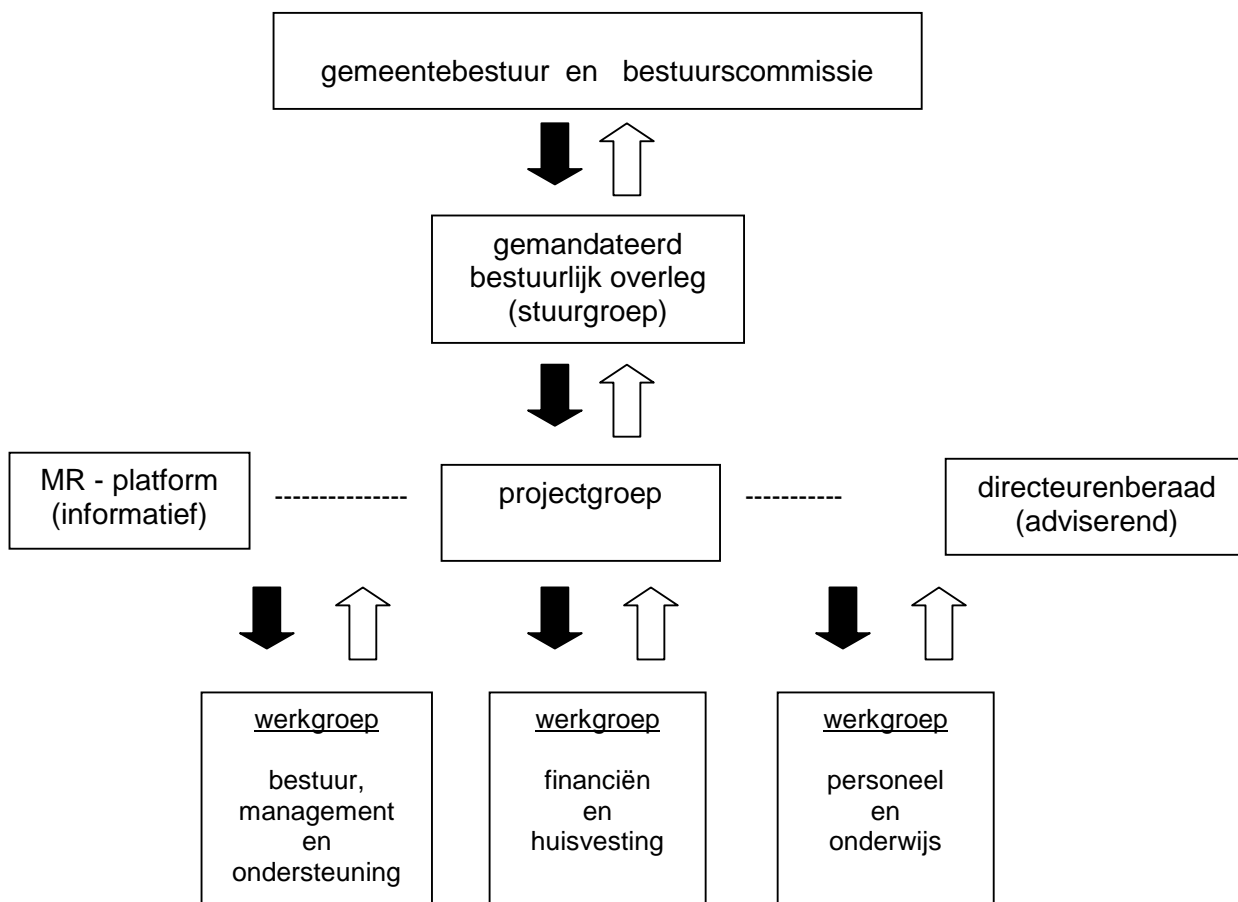 gemeentebestuur en bestuurscommissie
gemandateerd
bestuurlijk overleg
(stuurgroep)
MR - platform
(informatief)
projectgroep
directeurenberaad
(adviserend)
werkgroep
bestuur,
management
en
ondersteuning
werkgroep
financiën
en
huisvesting
werkgroep
personeel
en
onderwijs